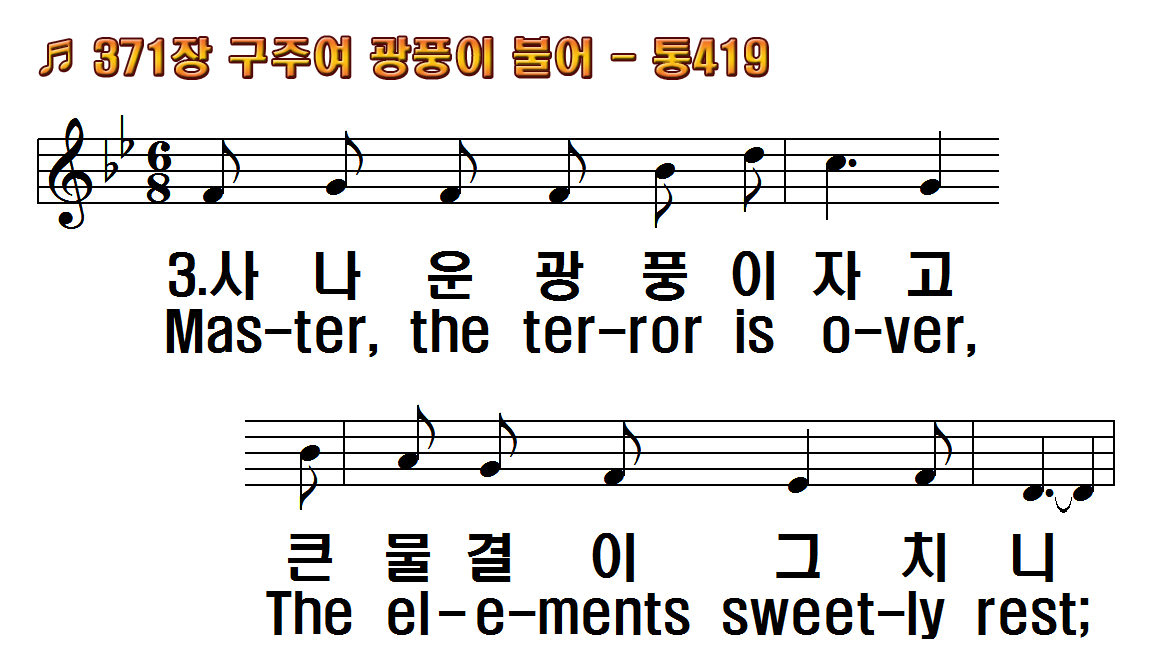 ♬ 371장 구주여 광풍이 불어 - 통419
6
8
3.사 나 운 광 풍 이 자 고
Mas-ter, the ter-ror is o-ver,
큰 물 결 이 그 치 니
The el-e-ments sweet-ly rest;